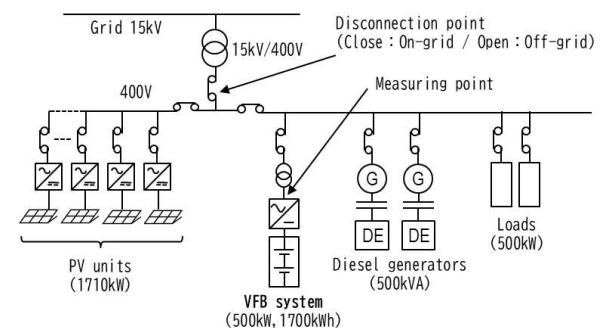 Grid 15kV
Disconnection point
(Close:On-grid / Open:Off-grid)
15kV/400V
400V
Measuring point
G
G
DE
DE
PV units
(1710kW)
VFB system
(500kW,1700kWh)
Diesel generators
(500kVA)
Loads
(500kW)